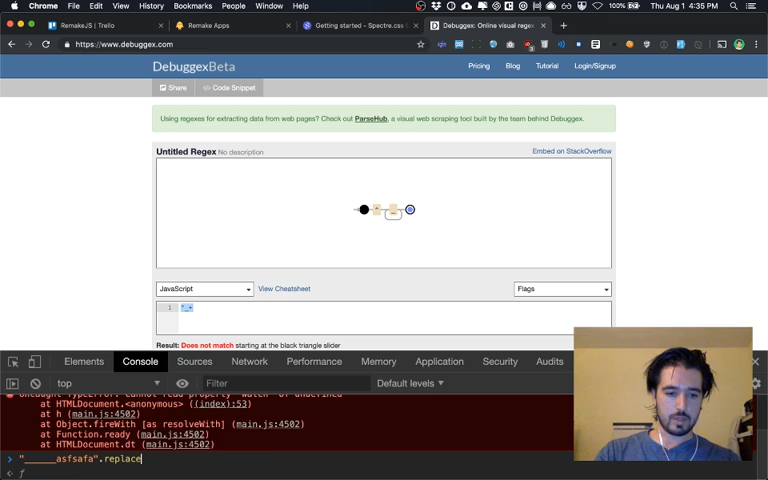 Chrome File Edit View History Bookmarks People Window Help 100% Thu Aug 1 4:35 PM
RemakeJS | Trello Remake Apps Getting started - Spectre.css Debuggex: Online visual rege
https://www.debuggex.com
DebuggexBeta Pricing Blog Tutorial Login/Signup
Share Code Snippet
Using regexes for extracting data from web pages? Check out ParseHub, a visual web scraping tool built by the team behind Debuggex.
Untitled Regex No description Embed on StackOverflow
JavaScript View Cheatsheet Flags
1 ^_+
Result: Does not match starting at the black triangle slider
Elements Console Sources Network Performance Memory Application Security Audits
top Filter Default levels
at HTMLDocument.<anonymous> ((index):53)
at h (main.js:4502)
at Object.fireWith [as resolveWith] (main.js:4502)
at Function.ready (main.js:4502)
at HTMLDocument.dt (main.js:4502)
> "______asfsafa".replace
f